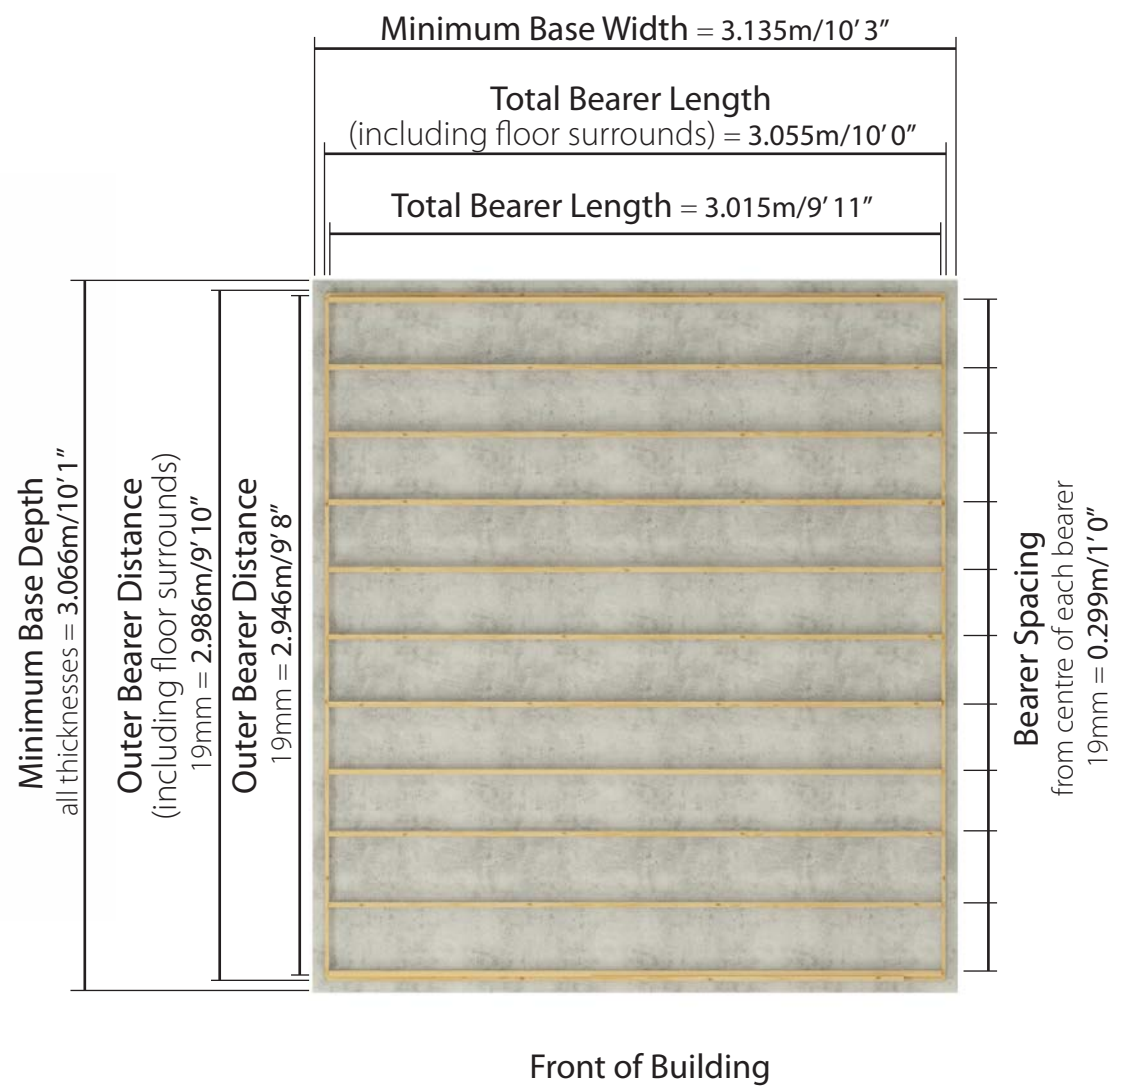 Minimum Base Width = 3.135m/10’ 3”
Total Bearer Length
(including floor surrounds) = 3.055m/10’ 0”
Total Bearer Length = 3.015m/9’ 11”
Minimum Base Depth
all thicknesses = 3.066m/10’ 1”
Outer Bearer Distance
(including floor surrounds)
19mm = 2.986m/9’ 10”
Outer Bearer Distance
19mm = 2.946m/9’ 8”
Bearer Spacing
from centre of each bearer
19mm = 0.299m/1’ 0”
Front of Building